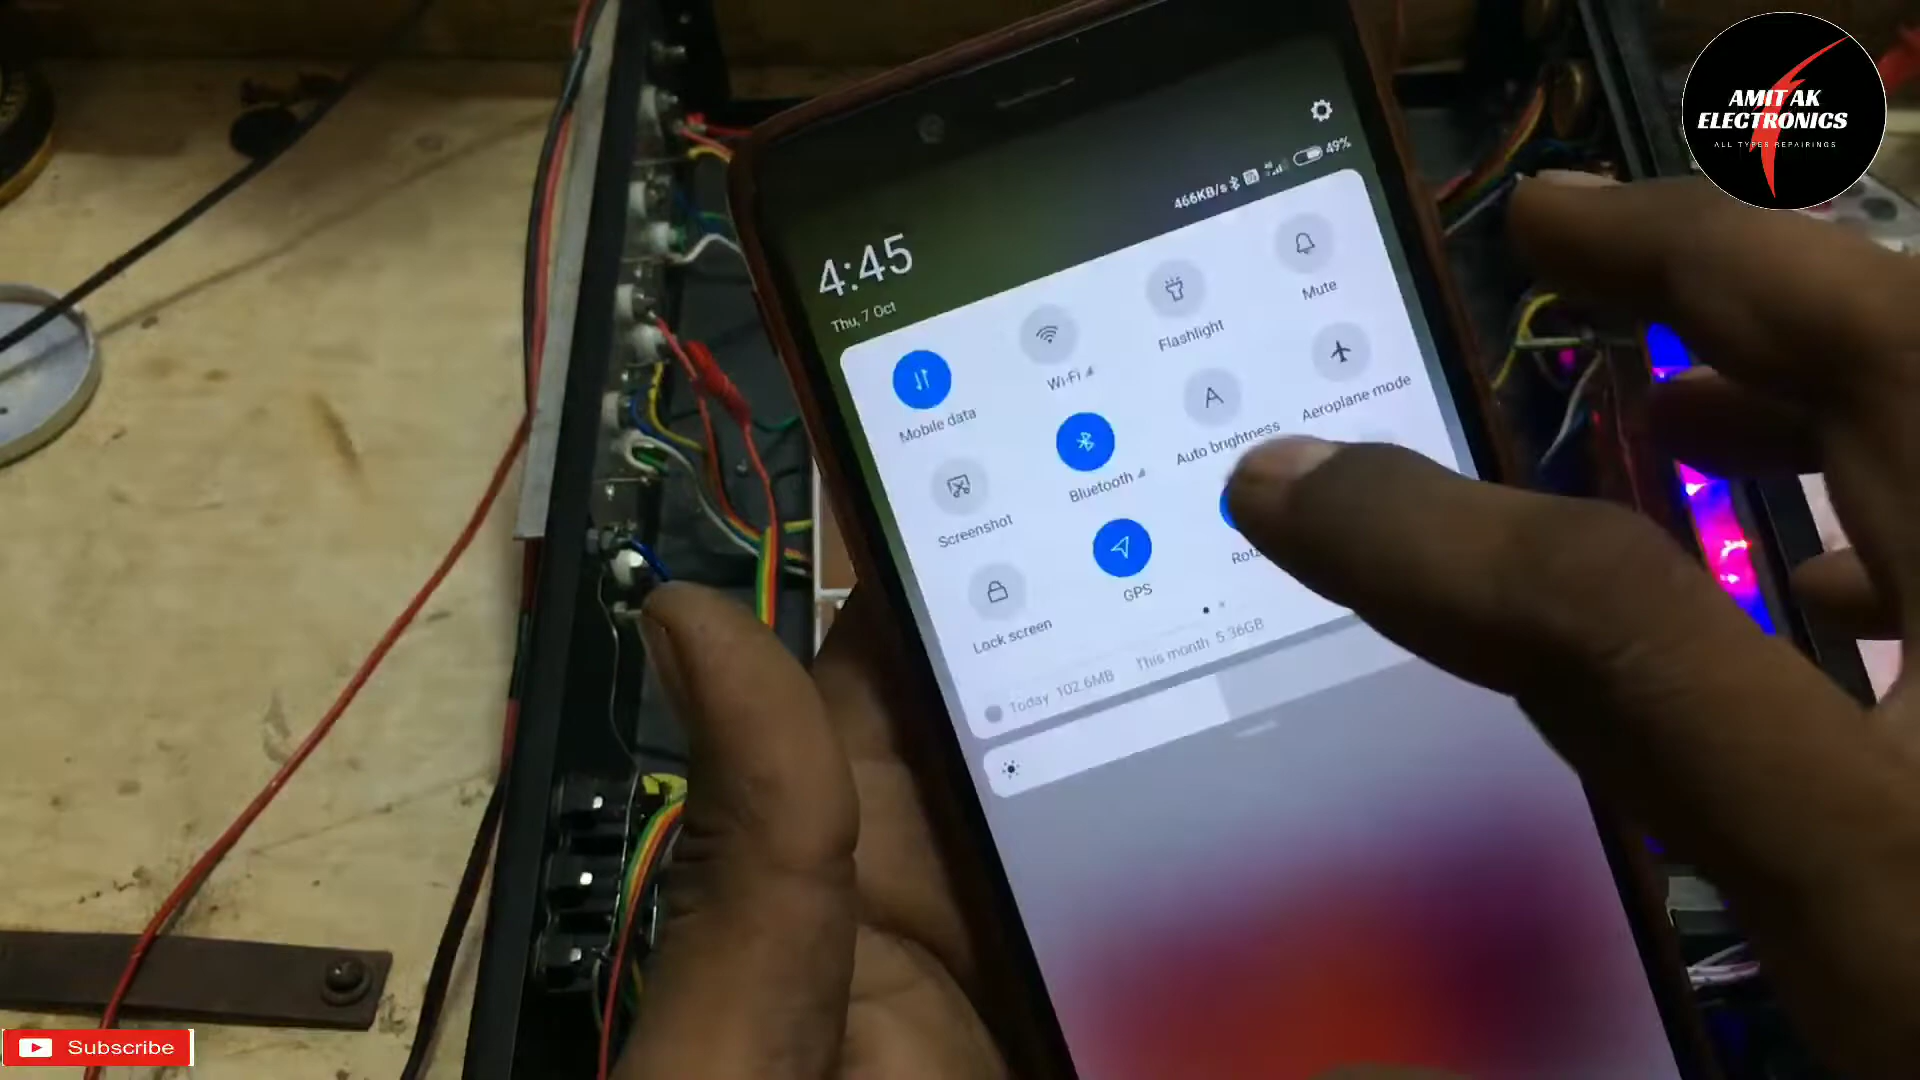 AMIT AK
ELECTRONICS
ALL TYPES REPAIRINGS
466KB/s 49%
4:45
Thu, 7 Oct
Mobile data
Wi-Fi
Flashlight
Mute
Screenshot
Bluetooth
Auto brightness
Aeroplane mode
Lock screen
GPS
Today 102.6MB This month 5.36GB
Subscribe